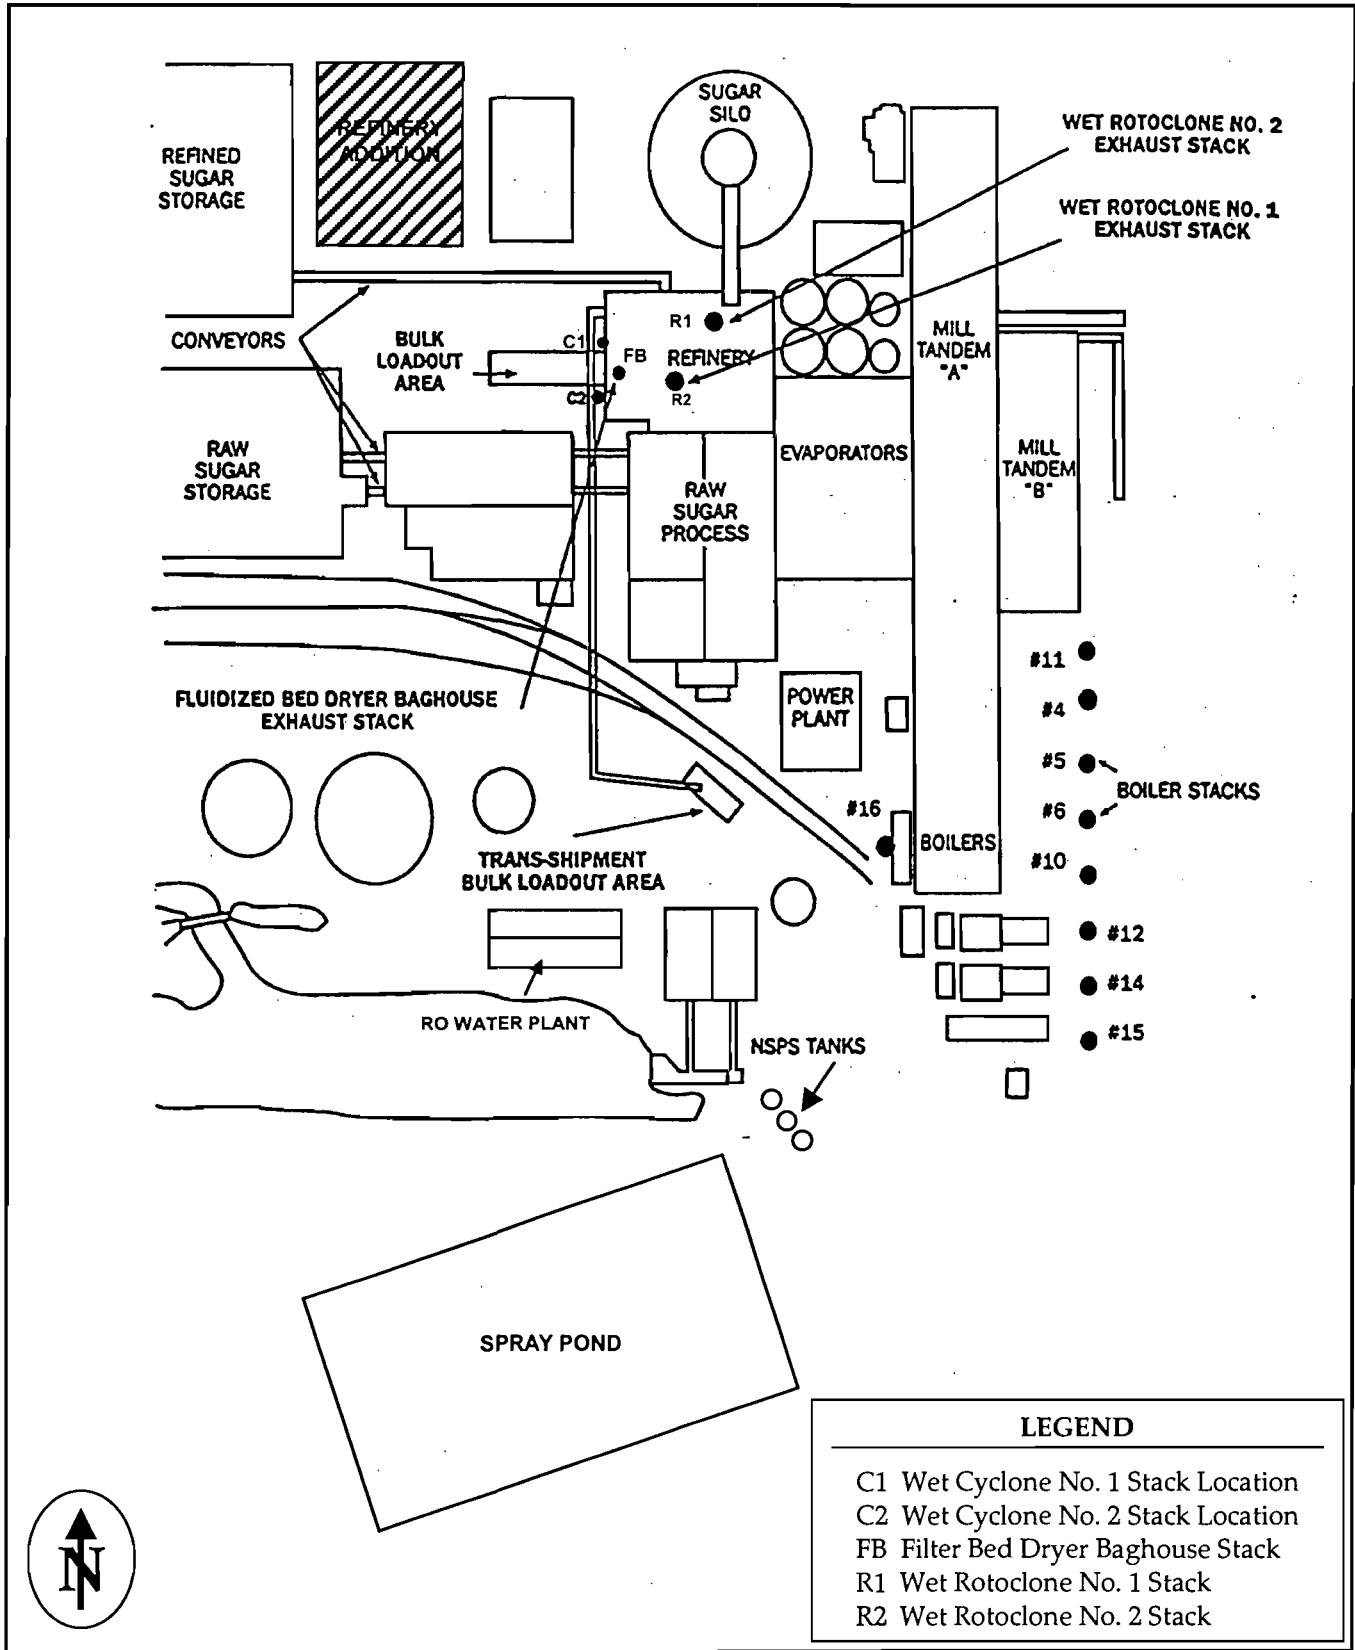 SUGAR
SILO
WET ROTOCLONE NO. 2
EXHAUST STACK
REFINERY
ADDITION
REFINED
SUGAR
STORAGE
WET ROTOCLONE NO. 1
EXHAUST STACK
CONVEYORS
BULK
LOADOUT
AREA
C1
R1
FB
REFINERY
C2
R2
MILL
TANDEM
"A"
RAW
SUGAR
STORAGE
RAW
SUGAR
PROCESS
EVAPORATORS
MILL
TANDEM
"B"
#11
#4
#5
#6
#10
BOILER STACKS
FLUIDIZED BED DRYER BAGHOUSE
EXHAUST STACK
POWER
PLANT
#16
BOILERS
TRANS-SHIPMENT
BULK LOADOUT AREA
#12
#14
#15
RO WATER PLANT
NSPS TANKS
SPRAY POND
N
LEGEND
C1 Wet Cyclone No. 1 Stack Location
C2 Wet Cyclone No. 2 Stack Location
FB Filter Bed Dryer Baghouse Stack
R1 Wet Rotoclone No. 1 Stack
R2 Wet Rotoclone No. 2 Stack